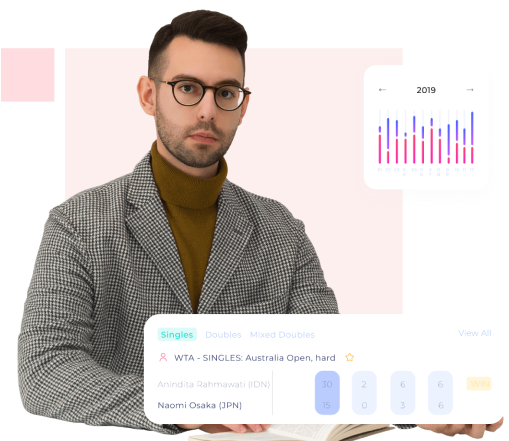 ← 2019 →
Singles Doubles Mixed Doubles View All
WTA - SINGLES: Australia Open, hard
Anindita Rahmawati (IDN) 30 2 6 6
Naomi Osaka (JPN) 15 0 3 6